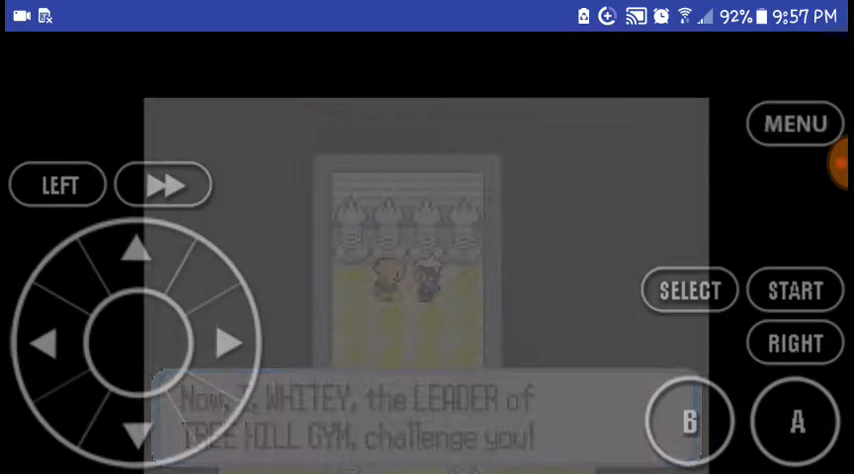 92% 9:57 PM
MENU
LEFT
SELECT
START
RIGHT
Now, I, WHITEY, the LEADER of
TREE HILL GYM, challenge you!
B
A